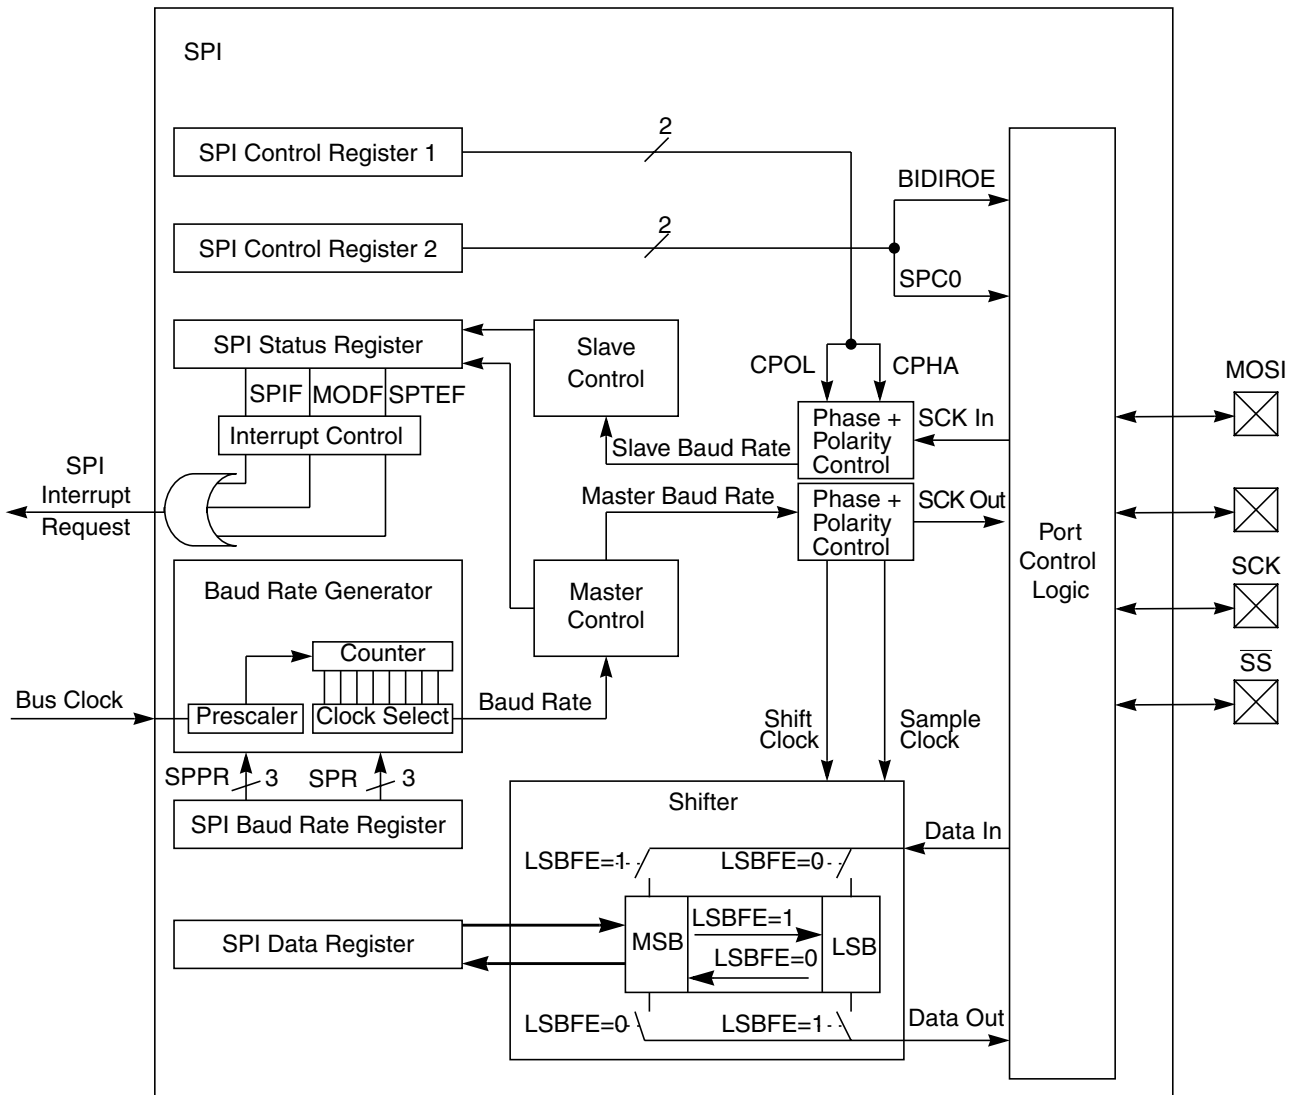 SPI
SPI Control Register 1
2
BIDIROE
SPI Control Register 2
2
SPC0
SPI Status Register
Slave
Control
CPOL
CPHA
MOSI
SPIF
MODF
SPTEF
Interrupt Control
Phase +
Polarity
Control
SCK In
Slave Baud Rate
SPI
Interrupt
Request
Master Baud Rate
Phase +
Polarity
Control
SCK Out
Port
Control
Logic
SCK
Baud Rate Generator
Master
Control
Counter
SS
Bus Clock
Prescaler
Clock Select
Baud Rate
Shift
Clock
Sample
Clock
SPPR
3
SPR
3
SPI Baud Rate Register
Shifter
Data In
LSBFE=1
LSBFE=0
SPI Data Register
MSB
LSBFE=1
LSBFE=0
LSB
LSBFE=0
LSBFE=1
Data Out